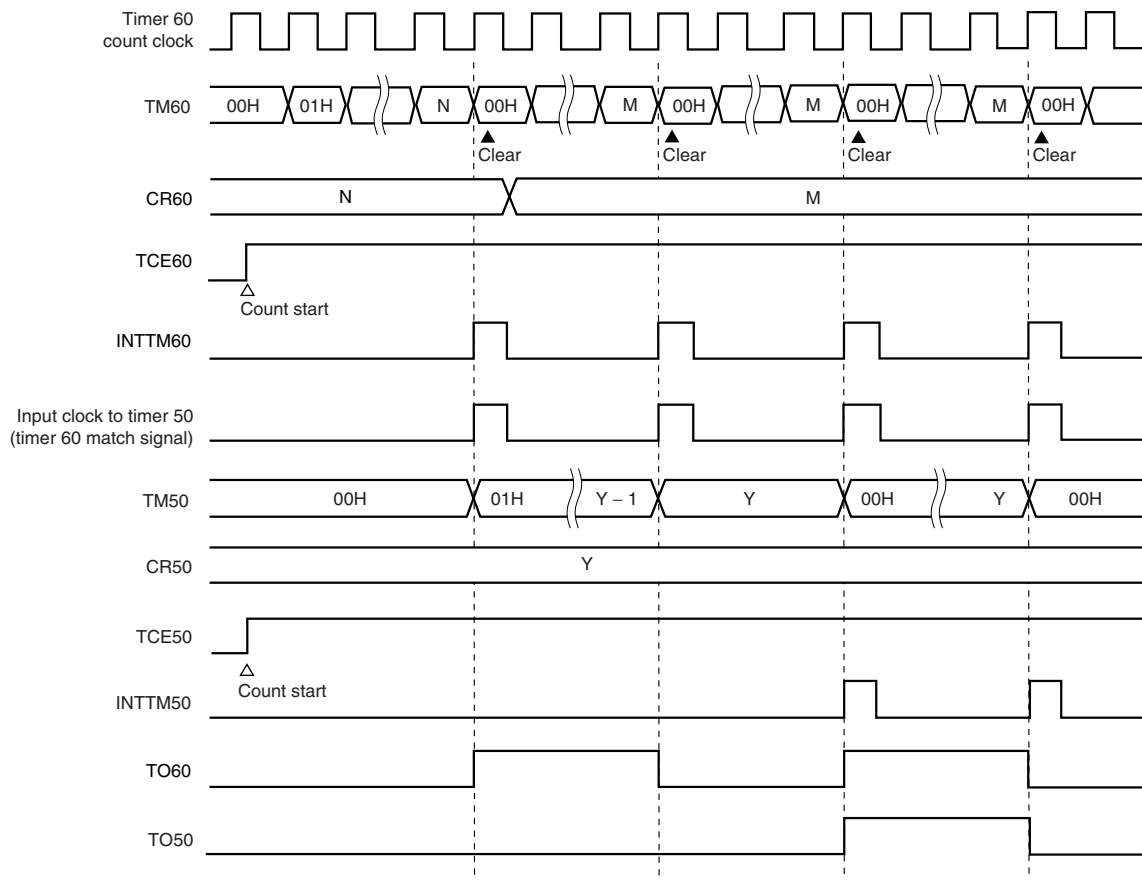 Timer 60
count clock
TM60 00H 01H N 00H M 00H M 00H M 00H
Clear Clear Clear Clear
CR60 N M
TCE60
Count start
INTTM60
Input clock to timer 50
(timer 60 match signal)
TM50 00H 01H Y – 1 Y 00H Y 00H
CR50 Y
TCE50
Count start
INTTM50
TO60
TO50